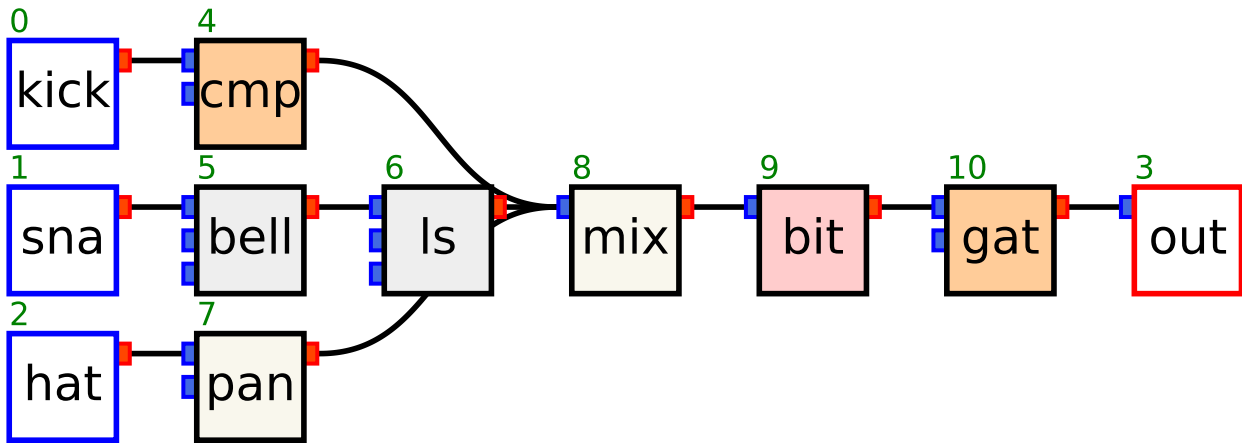 0 4
kick cmp
1 5 6 8 9 10 3
sna bell ls mix bit gat out
2 7
hat pan